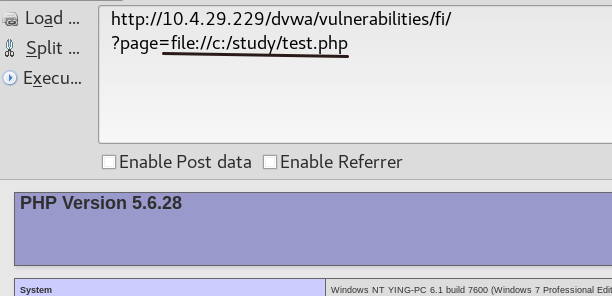 Load ...
http://10.4.29.229/dvwa/vulnerabilities/fi/
Split ...
?page=file://c:/study/test.php
Execu...
Enable Post data
Enable Referrer
PHP Version 5.6.28
System
Windows NT YING-PC 6.1 build 7600 (Windows 7 Professional Edit